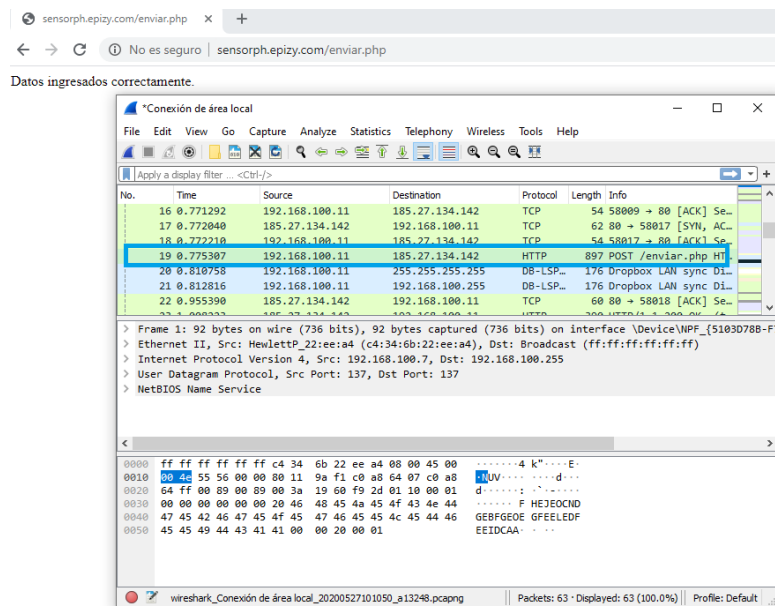 sensorph.epizy.com/enviar.php × +
No es seguro | sensorph.epizy.com/enviar.php
Datos ingresados correctamente.
*Conexión de área local
File Edit View Go Capture Analyze Statistics Telephony Wireless Tools Help
Apply a display filter ... <Ctrl-/>
No. Time Source Destination Protocol Length Info
16 0.771292 192.168.100.11 185.27.134.142 TCP 54 58009 → 80 [ACK] Se…
17 0.772040 185.27.134.142 192.168.100.11 TCP 62 80 → 58017 [SYN, AC…
18 0.772210 192.168.100.11 185.27.134.142 TCP 54 58017 → 80 [ACK] Se…
19 0.775307 192.168.100.11 185.27.134.142 HTTP 897 POST /enviar.php HT…
20 0.810758 192.168.100.11 255.255.255.255 DB-LSP… 176 Dropbox LAN sync Di…
21 0.812816 192.168.100.11 192.168.100.255 DB-LSP… 176 Dropbox LAN sync Di…
22 0.955390 185.27.134.142 192.168.100.11 TCP 60 80 → 58018 [ACK] Se…
> Frame 1: 92 bytes on wire (736 bits), 92 bytes captured (736 bits) on interface \Device\NPF_{5103D78B-F
> Ethernet II, Src: HewlettP_22:ee:a4 (c4:34:6b:22:ee:a4), Dst: Broadcast (ff:ff:ff:ff:ff:ff)
> Internet Protocol Version 4, Src: 192.168.100.7, Dst: 192.168.100.255
> User Datagram Protocol, Src Port: 137, Dst Port: 137
> NetBIOS Name Service
0000 ff ff ff ff ff ff c4 34 6b 22 ee a4 08 00 45 00 ·······4 k"····E·
0010 00 4e 55 56 00 00 80 11 9a f1 c0 a8 64 07 c0 a8 ·NUV···· ····d···
0020 64 ff 00 89 00 89 00 3a 19 60 f9 2d 01 10 00 01 d······: ·`·-····
0030 00 00 00 00 00 00 20 46 48 45 4a 45 4f 43 4e 44 ······ F HEJEOCND
0040 47 45 42 46 47 45 4f 45 47 46 45 45 4c 45 44 46 GEBFGEOE GFEELEDF
0050 45 45 49 44 43 41 41 00 00 20 00 01 EEIDCAA· · ··
wireshark_Conexión de área local_20200527101050_a13248.pcapng Packets: 63 · Displayed: 63 (100.0%) Profile: Default